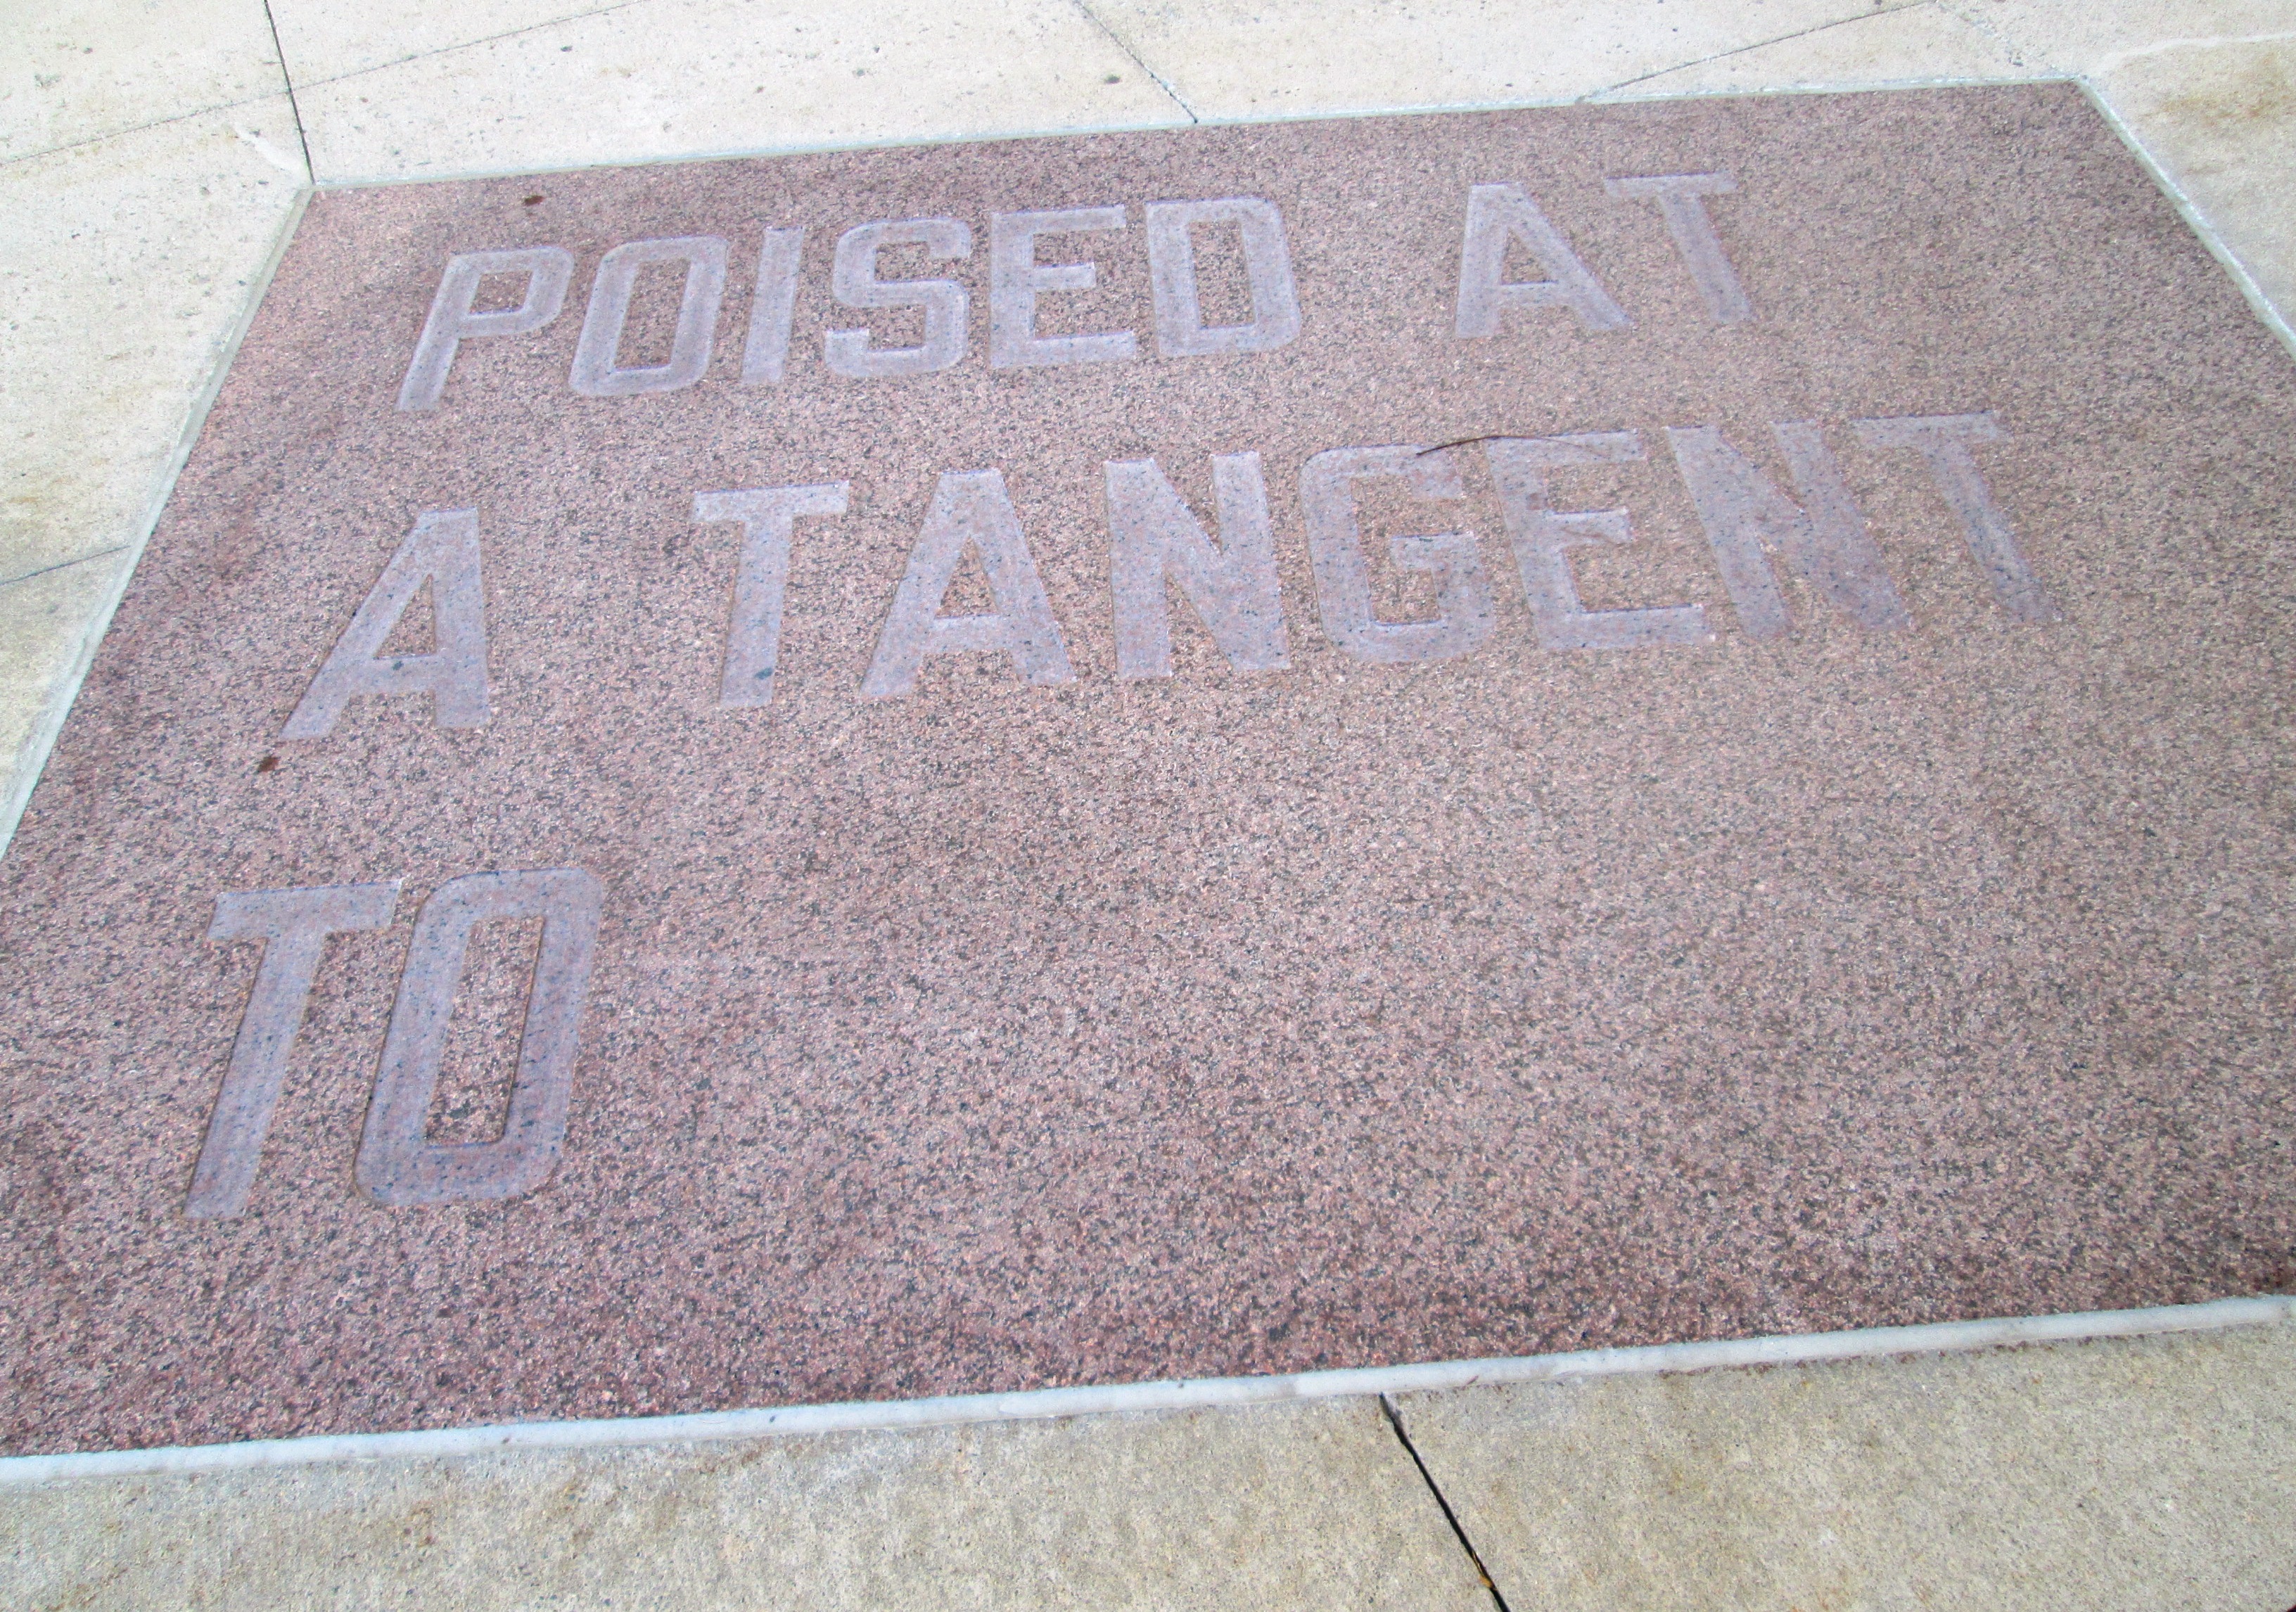 POISED AT
A TANGENT
TO